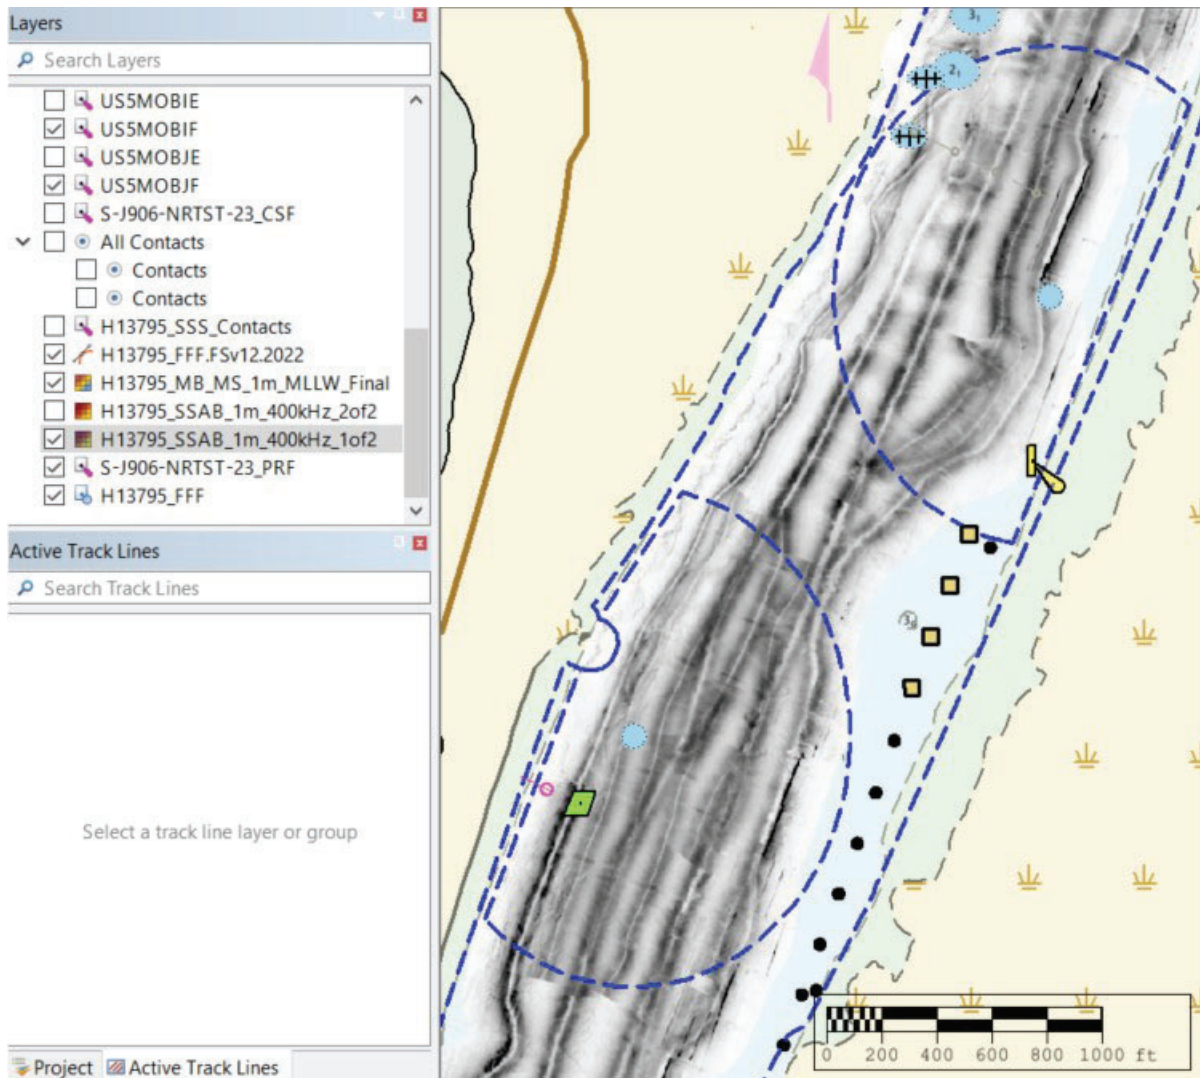 Layers
Search Layers
US5MOBIE
US5MOBIF
US5MOBJE
US5MOBJF
S-J906-NRTST-23_CSF
All Contacts
Contacts
Contacts
H13795_SSS_Contacts
H13795_FFF.FSv12.2022
H13795_MB_MS_1m_MLLW_Final
H13795_SSAB_1m_400kHz_2of2
H13795_SSAB_1m_400kHz_1of2
S-J906-NRTST-23_PRF
H13795_FFF
Active Track Lines
Search Track Lines
Select a track line layer or group
Project
Active Track Lines
3₁
2₁
0 200 400 600 800 1000 ft